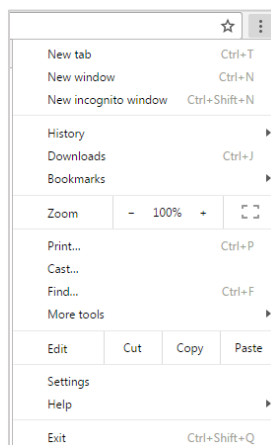 New tab Ctrl+T
New window Ctrl+N
New incognito window Ctrl+Shift+N
History
Downloads Ctrl+J
Bookmarks
Zoom - 100% +
Print... Ctrl+P
Cast...
Find... Ctrl+F
More tools
Edit Cut Copy Paste
Settings
Help
Exit Ctrl+Shift+Q